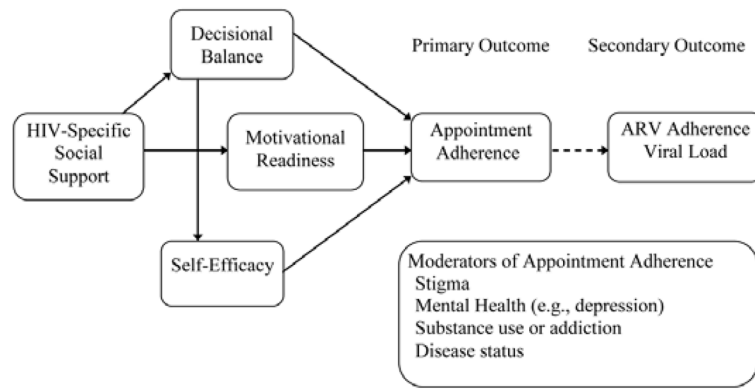 Decisional
Balance
Primary Outcome
Secondary Outcome
HIV-Specific
Social
Support
Motivational
Readiness
Appointment
Adherence
ARV Adherence
Viral Load
Self-Efficacy
Moderators of Appointment Adherence
Stigma
Mental Health (e.g., depression)
Substance use or addiction
Disease status